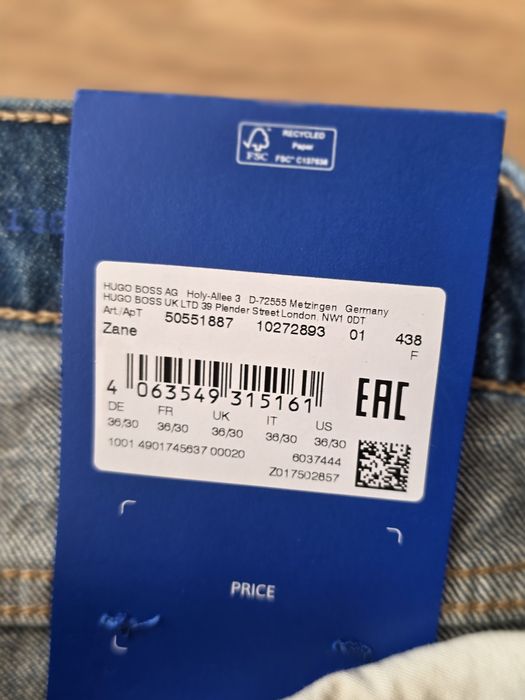 RECYCLED
Paper
FSC
FSC® C137638
HUGO BOSS AG Holy-Allee 3 D-72555 Metzingen Germany
HUGO BOSS UK LTD 39 Plender Street London, NW1 0DT
Art./ApT 50551887 10272893 01 438
Zane F
4 063549 315161
EAC
DE FR UK IT US
36/30 36/30 36/30 36/30 36/30
1001 4901745637 00020 6037444
Z017502857
PRICE